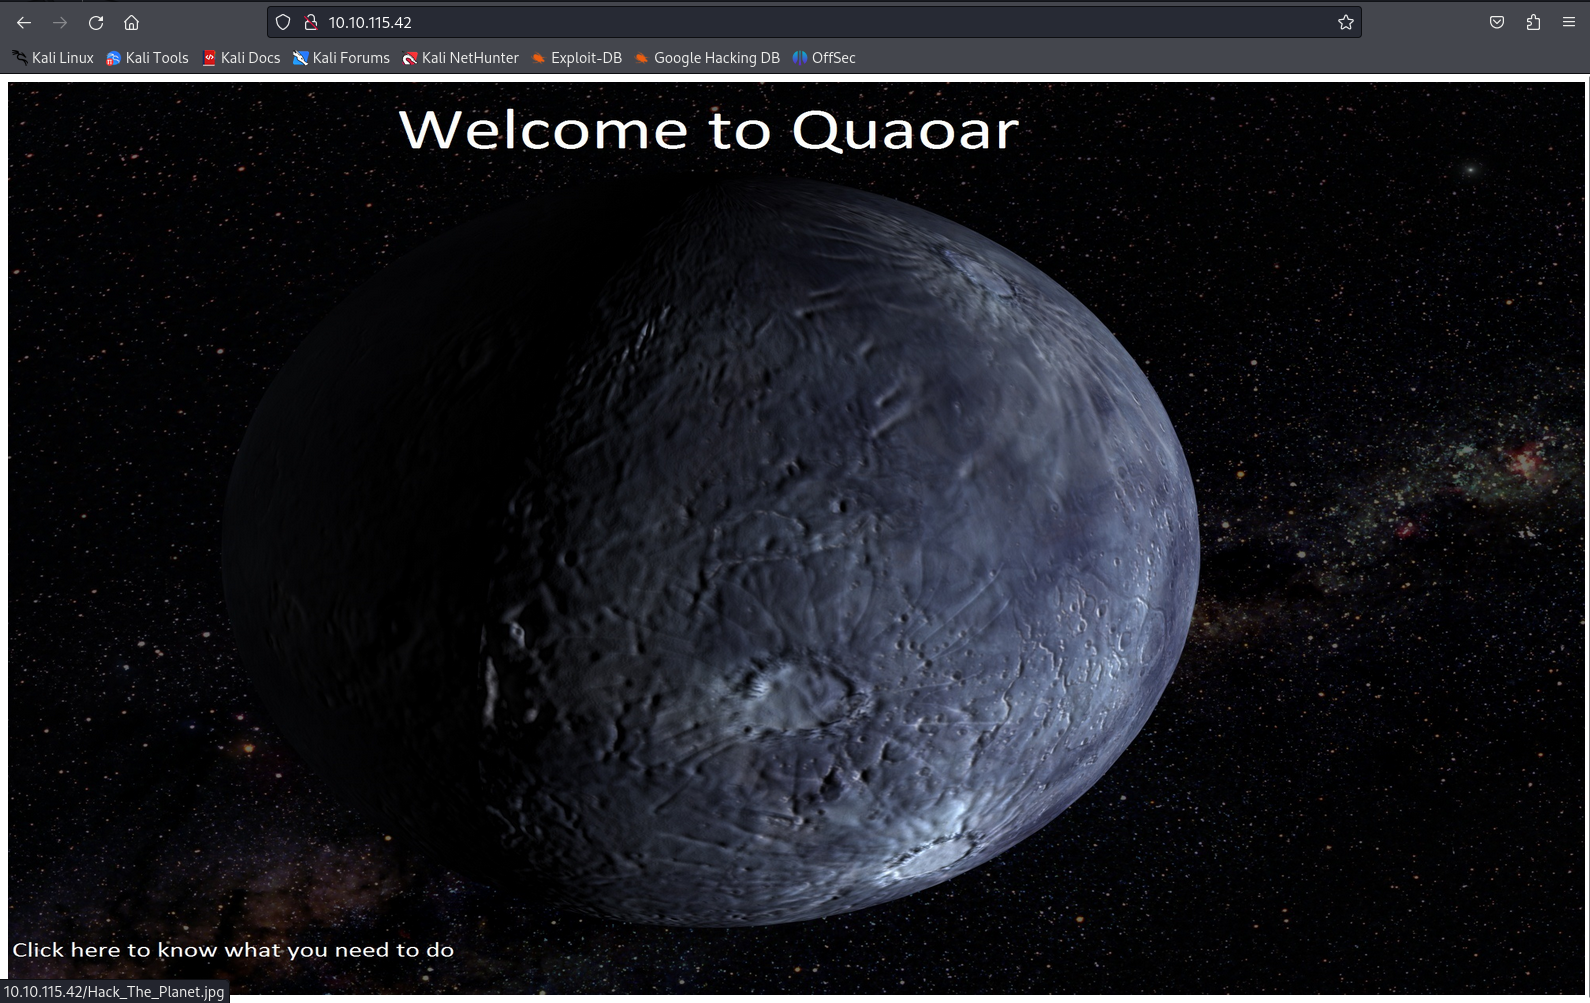 10.10.115.42
Kali Linux Kali Tools Kali Docs Kali Forums Kali NetHunter Exploit-DB Google Hacking DB OffSec
Welcome to Quaoar
Click here to know what you need to do
10.10.115.42/Hack_The_Planet.jpg